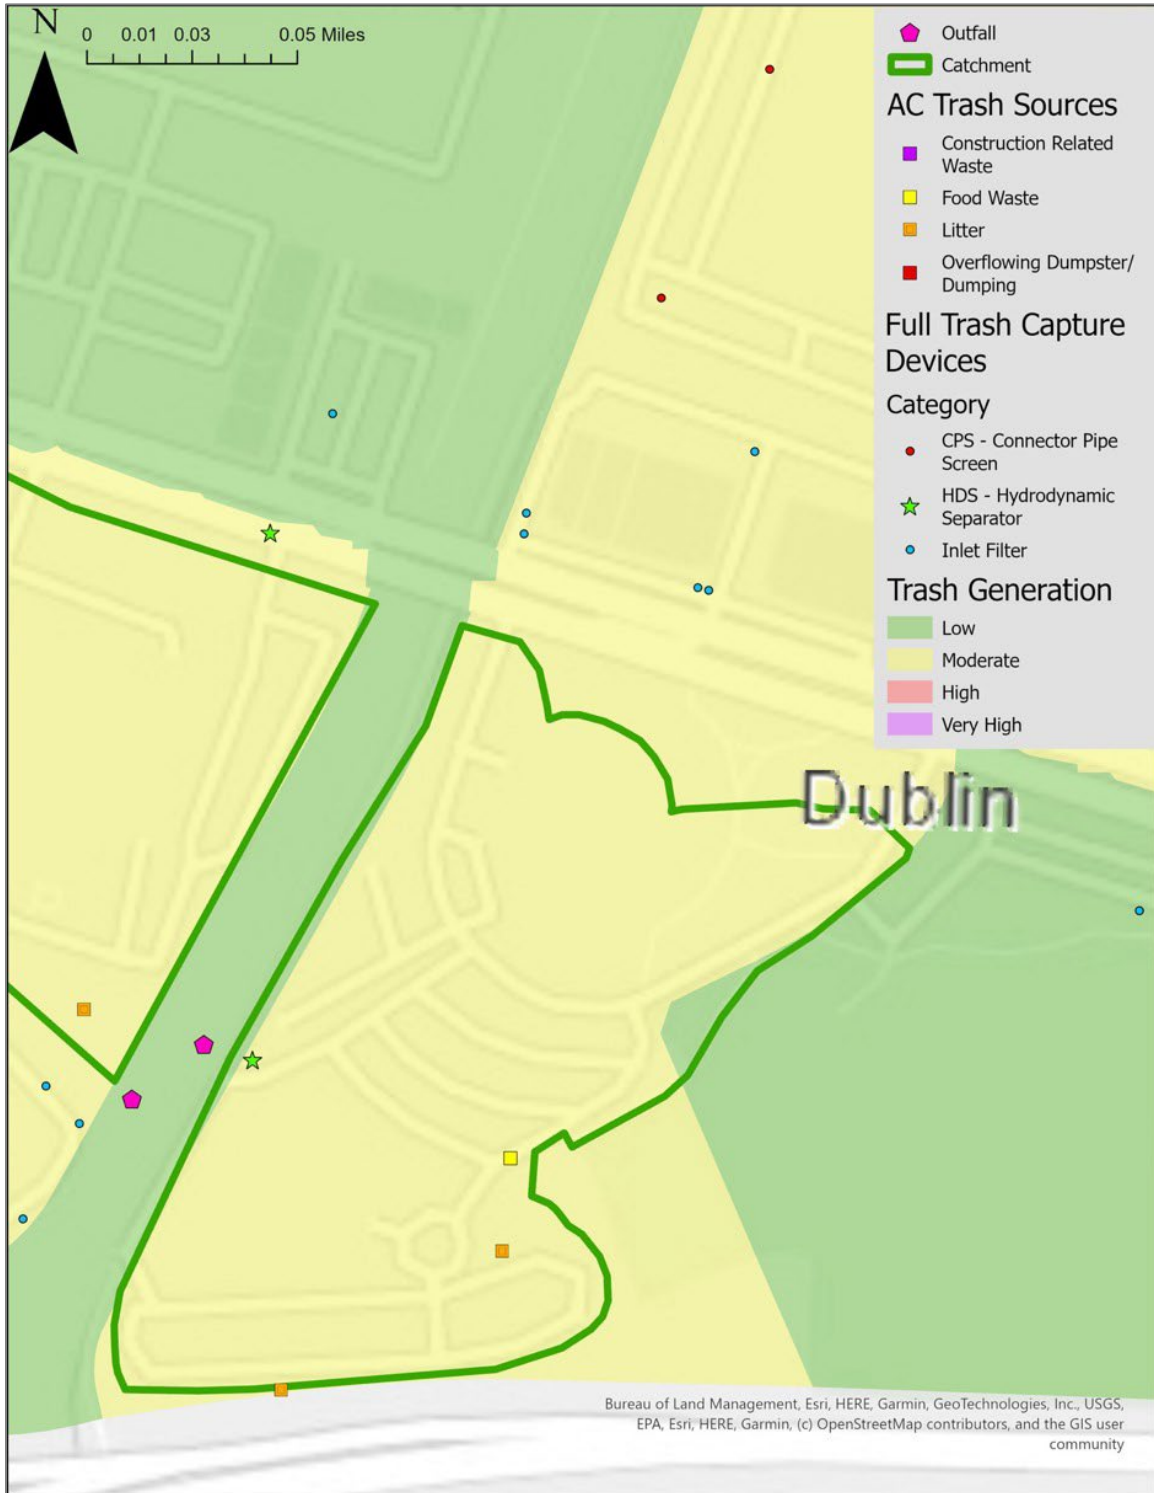 N
0 0.01 0.03 0.05 Miles
Outfall
Catchment
AC Trash Sources
Construction Related
Waste
Food Waste
Litter
Overflowing Dumpster/
Dumping
Full Trash Capture
Devices
Category
CPS - Connector Pipe
Screen
HDS - Hydrodynamic
Separator
Inlet Filter
Trash Generation
Low
Moderate
High
Very High
Dublin
Bureau of Land Management, Esri, HERE, Garmin, GeoTechnologies, Inc., USGS,
EPA, Esri, HERE, Garmin, (c) OpenStreetMap contributors, and the GIS user
community